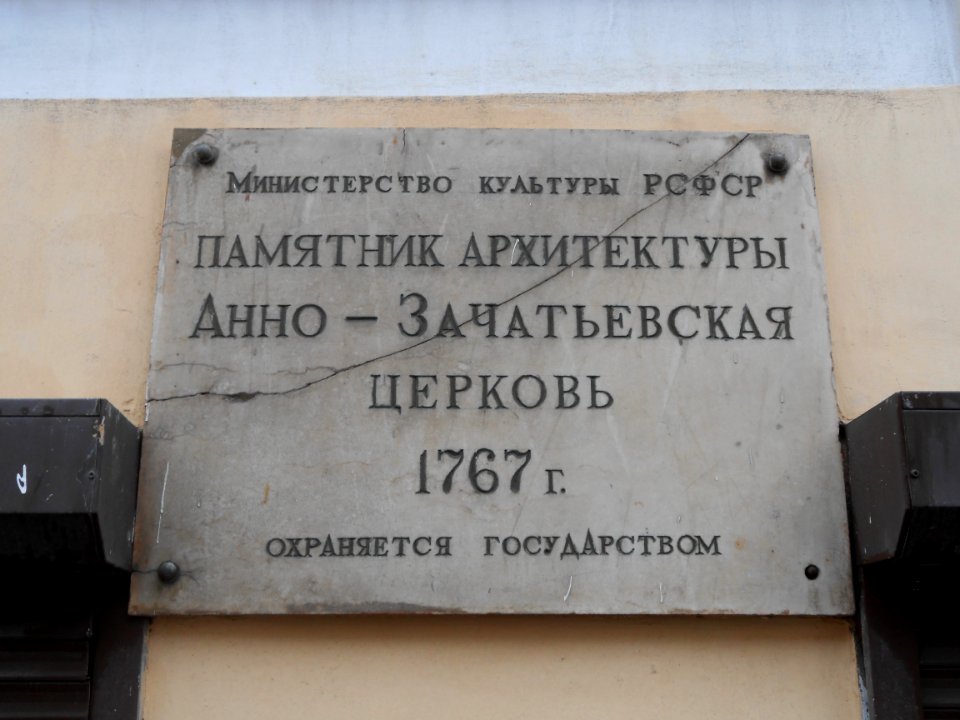 Министерство культуры РСФСР
ПАМЯТНИК АРХИТЕКТУРЫ
Анно – Зачатьевская
церковь
1767 г.
охраняется государством